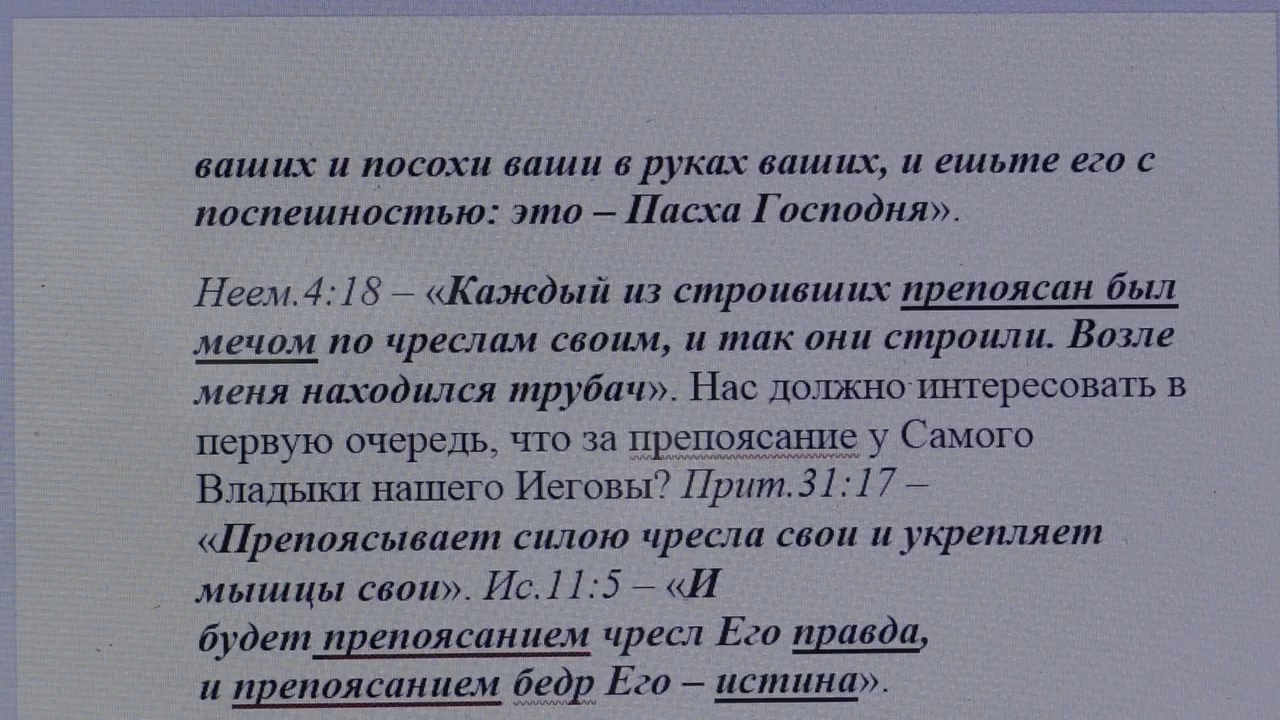 ваших и посохи ваши в руках ваших, и ешьте его с
поспешностью: это – Пасха Господня».
Неем.4:18 – «Каждый из строивших препоясан был
мечом по чреслам своим, и так они строили. Возле
меня находился трубач». Нас должно интересовать в
первую очередь, что за препоясание у Самого
Владыки нашего Иеговы? Прит.31:17 –
«Препоясывает силою чресла свои и укрепляет
мышцы свои». Ис.11:5 – «И
будет препоясанием чресл Его правда,
и препоясанием бедр Его – истина».